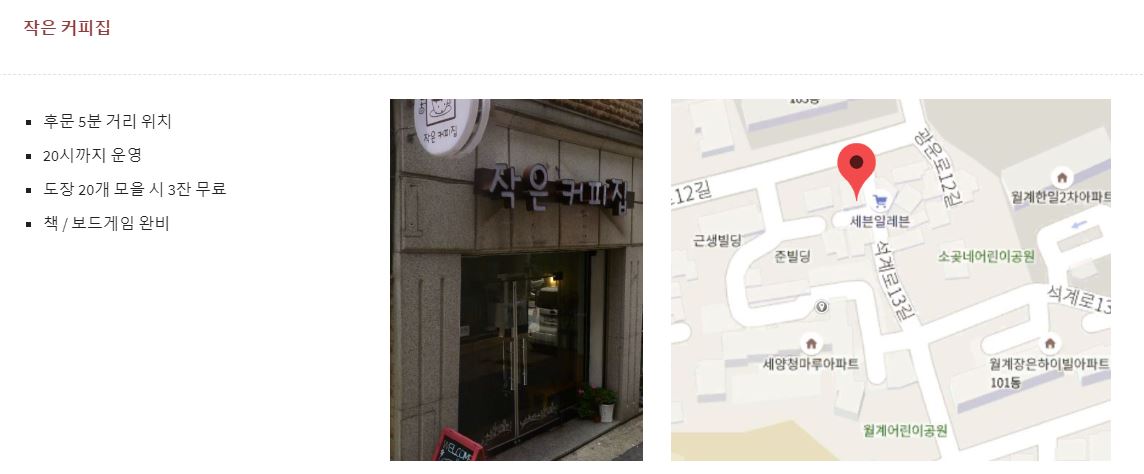 작은 커피집
후문 5분 거리 위치
20시까지 운영
도장 20개 모을 시 3잔 무료
책 / 보드게임 완비
작은 커피집
작은 커피집
WELCOME
광운로12길
월계한일2차아파트
세븐일레븐
근생빌딩
준빌딩
소곶네어린이공원
석계로13길
석계로13
세양청마루아파트
월계장은하이빌아파트
101동
월계어린이공원